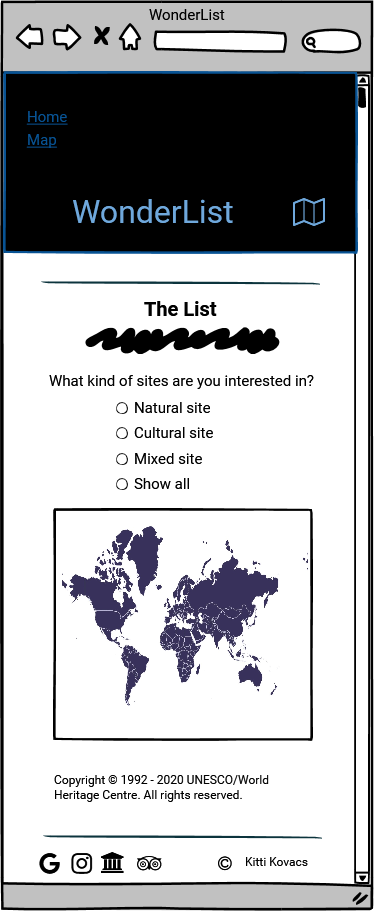 WonderList
Home
Map
WonderList
The List
What kind of sites are you interested in?
Natural site
Cultural site
Mixed site
Show all
Copyright © 1992 - 2020 UNESCO/World
Heritage Centre. All rights reserved.
© Kitti Kovacs